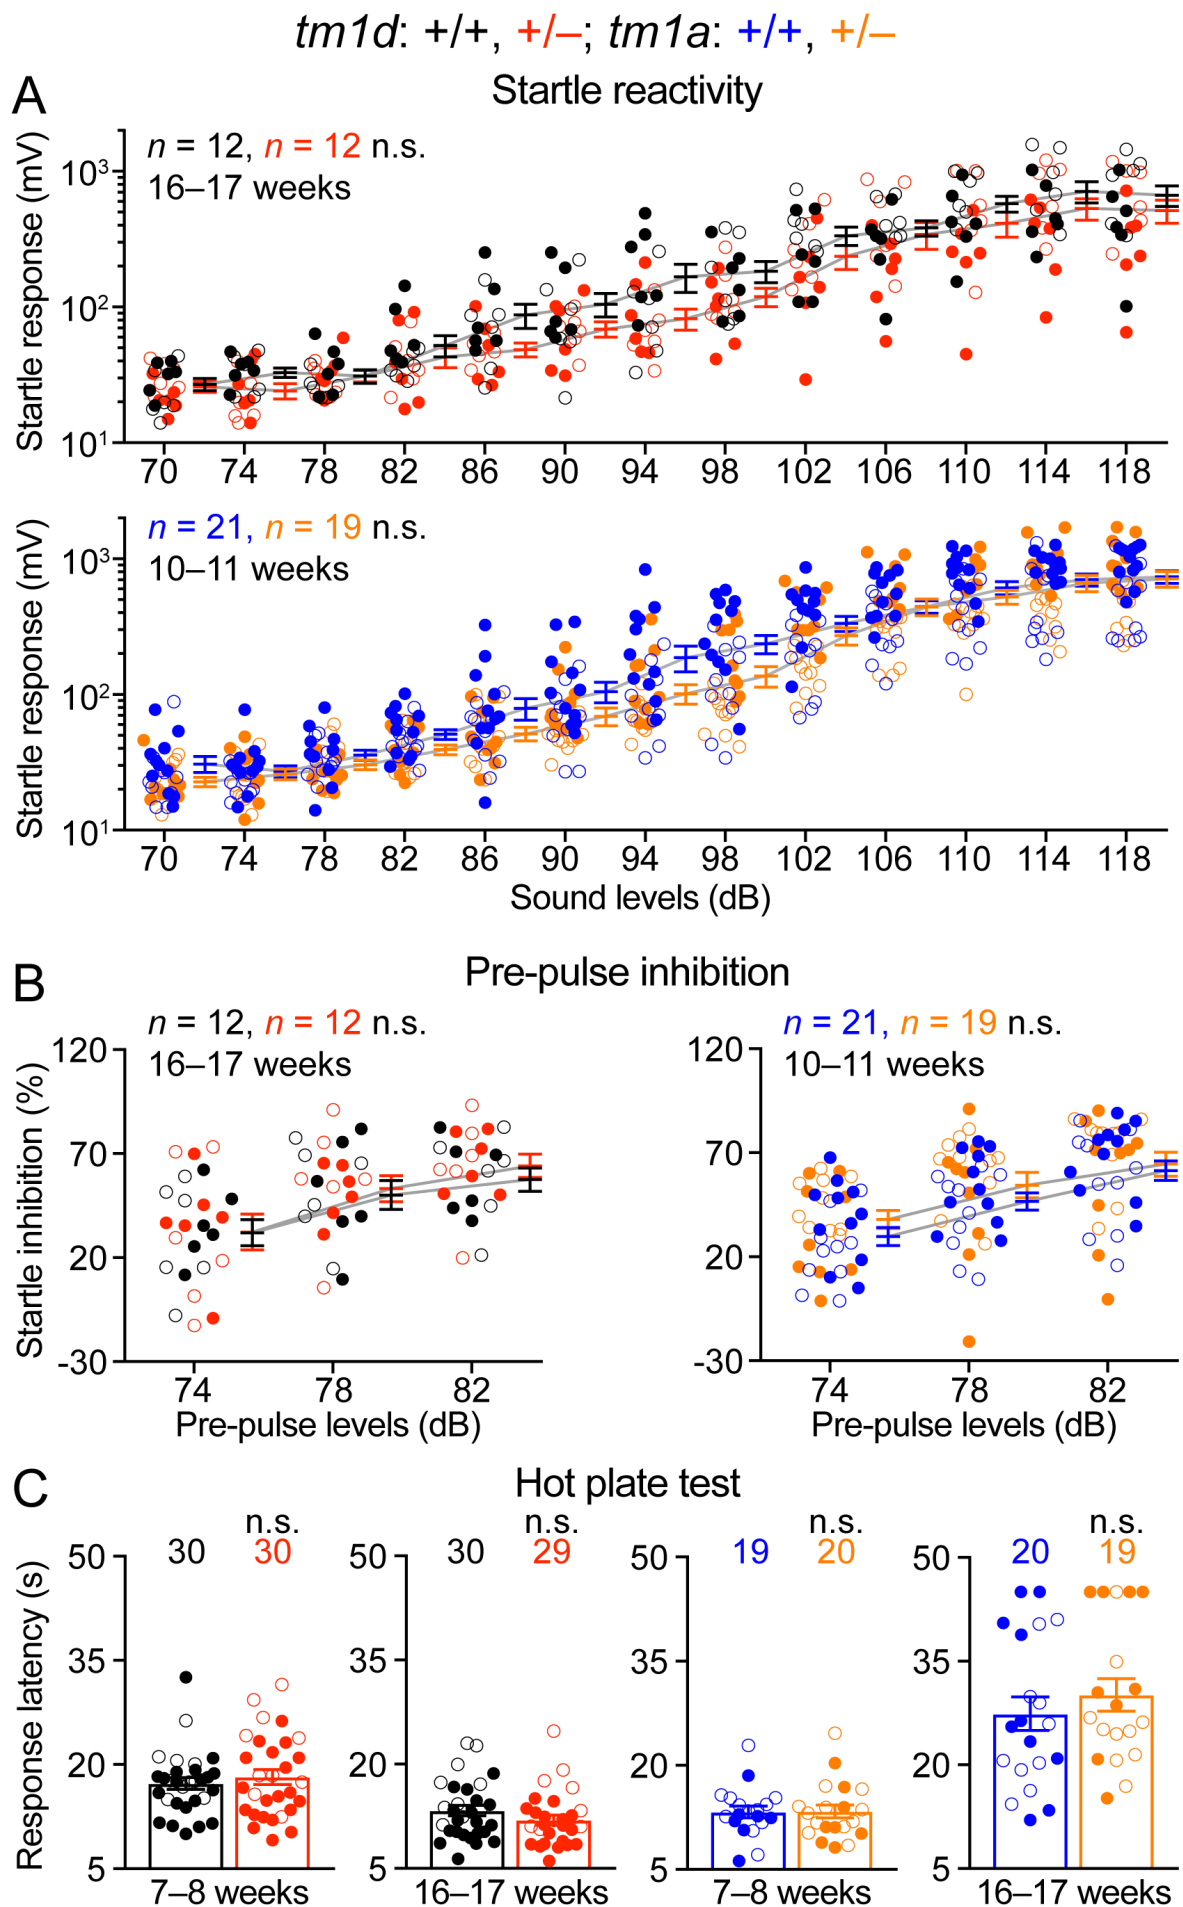 tm1d: +/+, +/–; tm1a: +/+, +/–
A
Startle reactivity
n = 12, n = 12 n.s.
16–17 weeks
Startle response (mV)
10³
10²
10¹
70 74 78 82 86 90 94 98 102 106 110 114 118
n = 21, n = 19 n.s.
10–11 weeks
Startle response (mV)
10³
10²
10¹
70 74 78 82 86 90 94 98 102 106 110 114 118
Sound levels (dB)
B
Pre-pulse inhibition
n = 12, n = 12 n.s.
16–17 weeks
Startle inhibition (%)
120
70
20
-30
74 78 82
Pre-pulse levels (dB)
n = 21, n = 19 n.s.
10–11 weeks
120
70
20
-30
74 78 82
Pre-pulse levels (dB)
C
Hot plate test
Response latency (s)
n.s.
30 30
50
35
20
5
7–8 weeks
n.s.
30 29
50
35
20
5
16–17 weeks
n.s.
19 20
50
35
20
5
7–8 weeks
n.s.
20 19
50
35
20
5
16–17 weeks